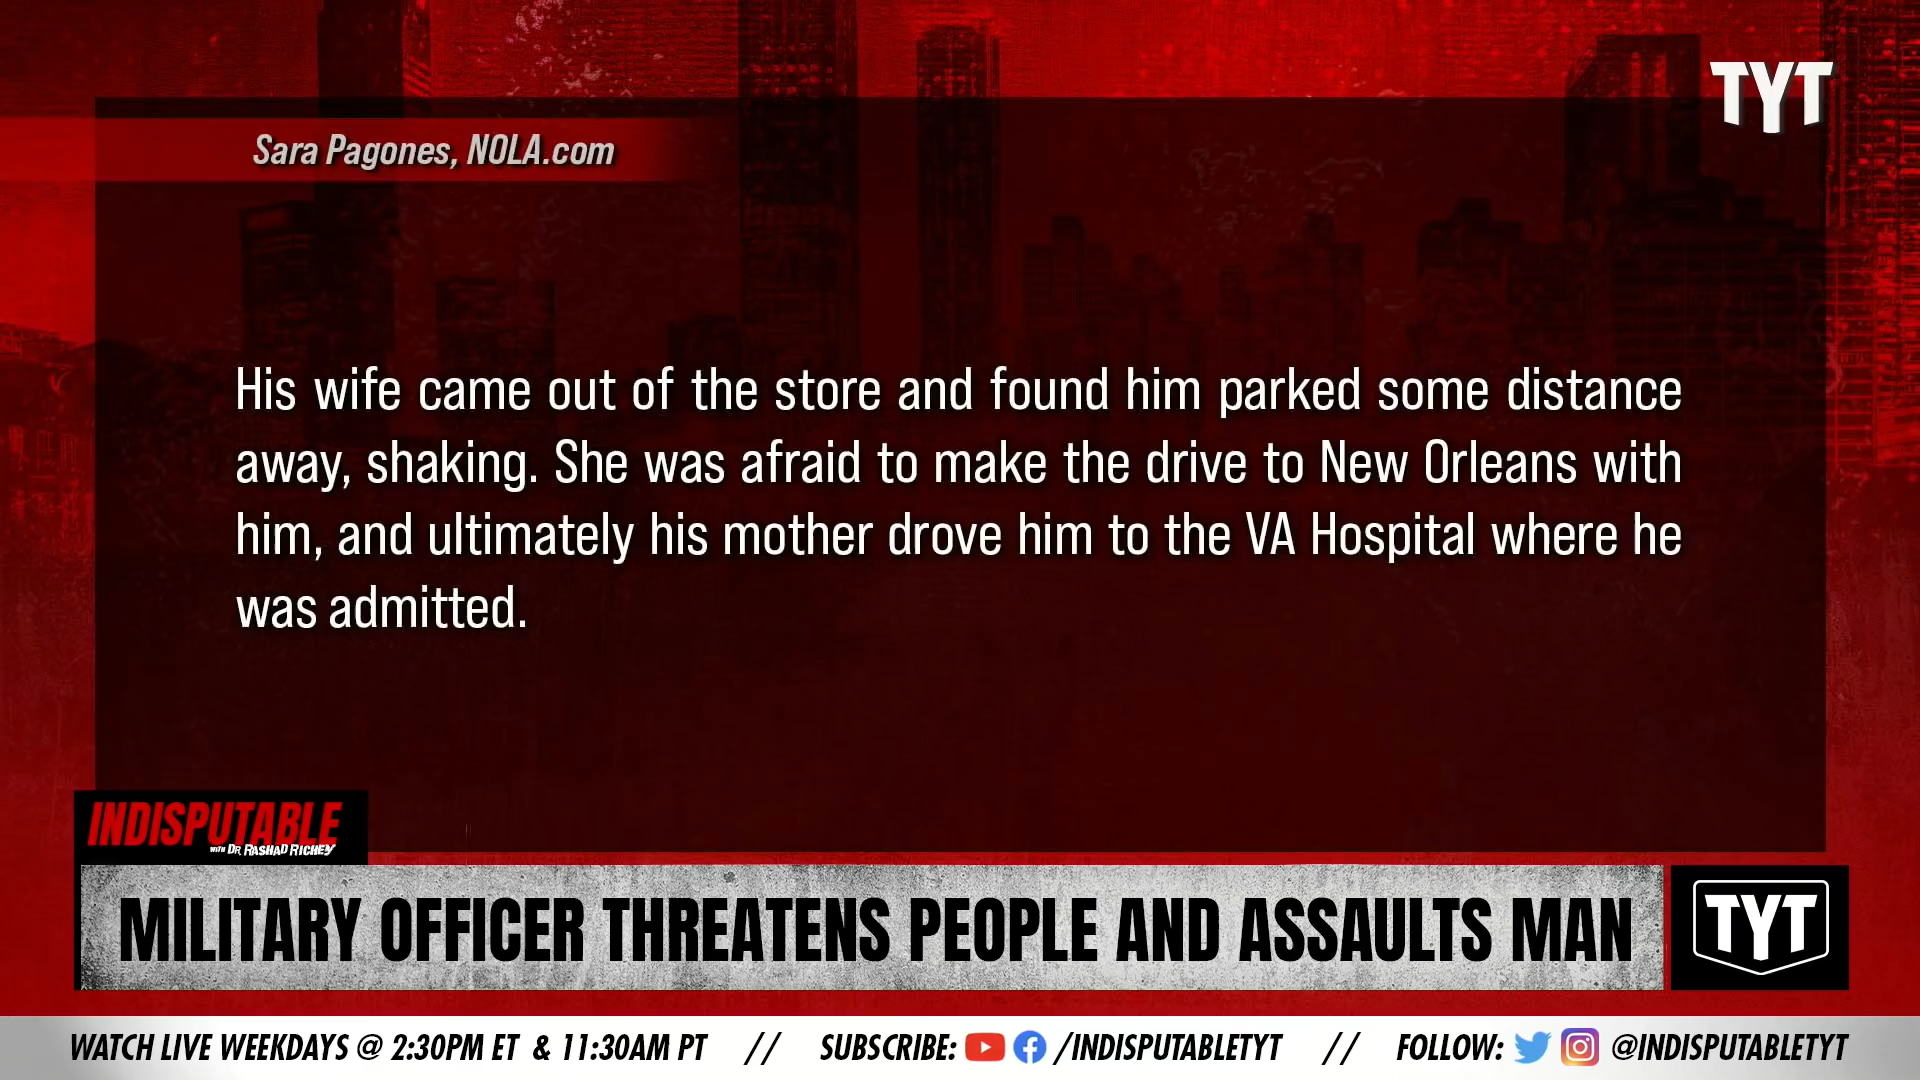 TYT
Sara Pagones, NOLA.com
His wife came out of the store and found him parked some distance
away, shaking. She was afraid to make the drive to New Orleans with
him, and ultimately his mother drove him to the VA Hospital where he
was admitted.
INDISPUTABLE
WITH DR RASHAD RICHEY
MILITARY OFFICER THREATENS PEOPLE AND ASSAULTS MAN
TYT
WATCH LIVE WEEKDAYS @ 2:30PM ET & 11:30AM PT // SUBSCRIBE: /INDISPUTABLETYT // FOLLOW: @INDISPUTABLETYT